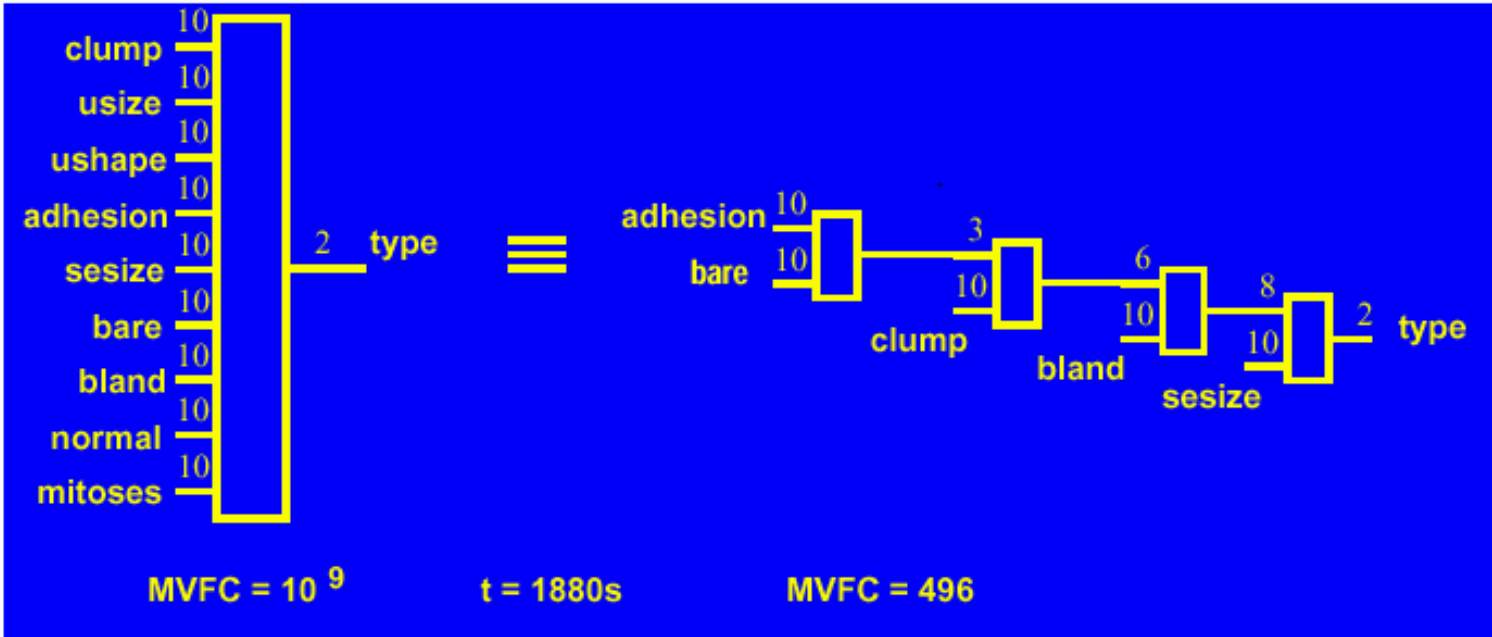 10
clump
10
usize
10
ushape
10
adhesion
10
sesize
10
bare
10
bland
10
normal
10
mitoses
2 type
≡
adhesion 10
bare 10
3
10
clump
6
10
bland
8
10
sesize
2 type
MVFC = 10 9 t = 1880s MVFC = 496